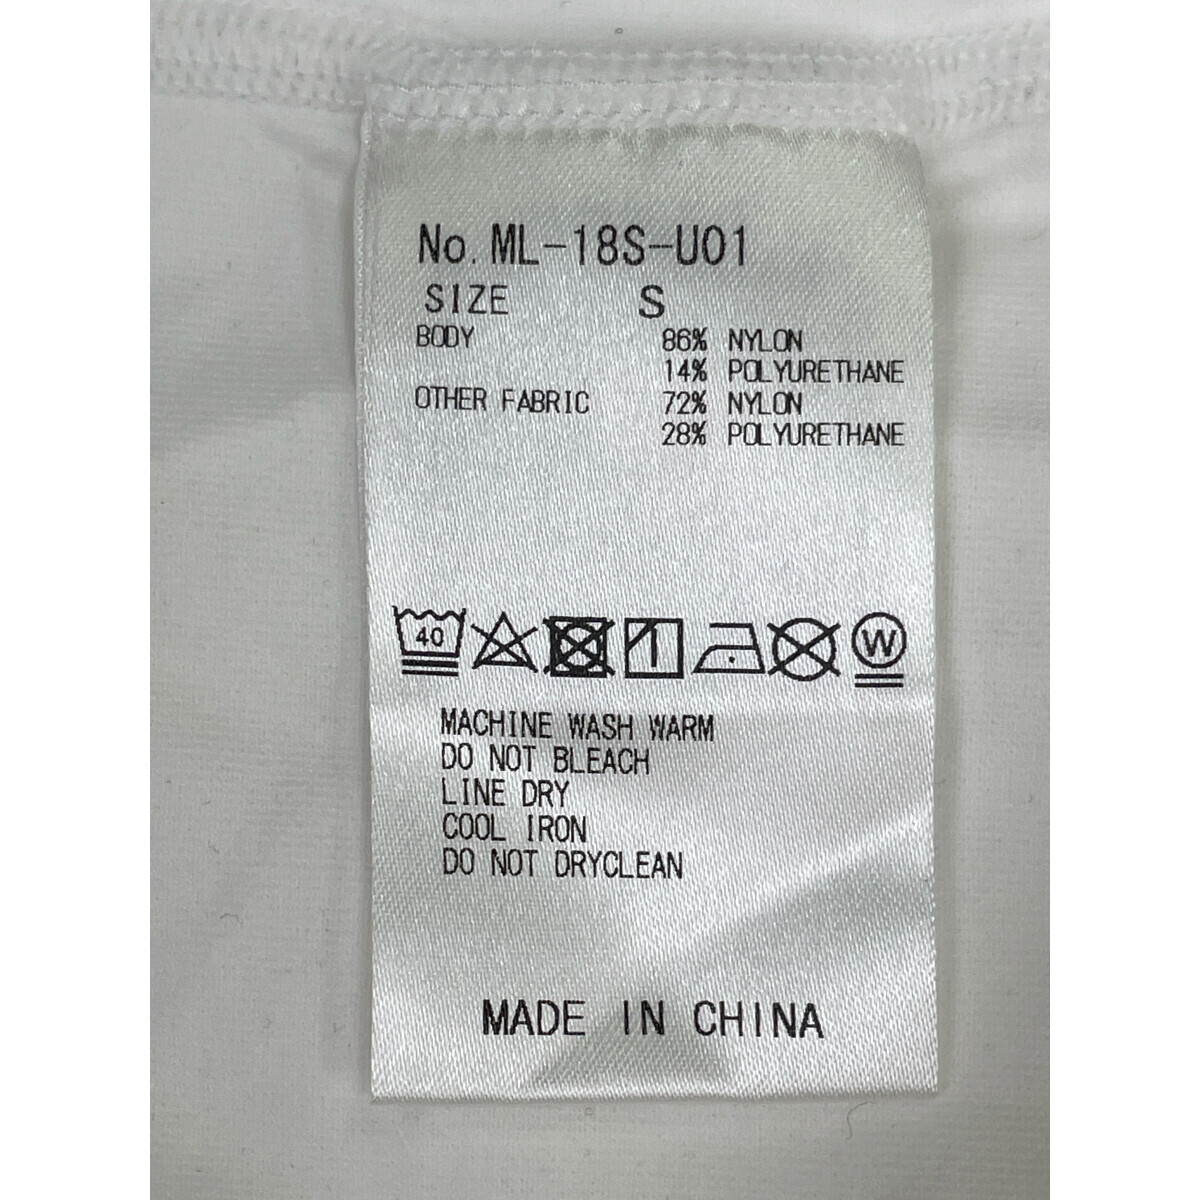 No. ML-18S-U01
SIZE S
BODY 86% NYLON
14% POLYURETHANE
OTHER FABRIC 72% NYLON
28% POLYURETHANE
40 W
MACHINE WASH WARM
DO NOT BLEACH
LINE DRY
COOL IRON
DO NOT DRYCLEAN
MADE IN CHINA